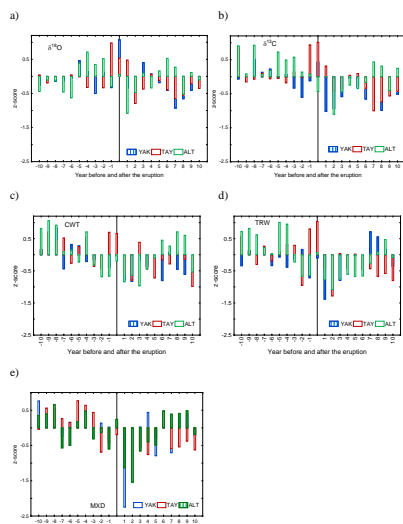 a)
b)
δ18O
δ13C
0.5
-0.5
-1.5
-2.5
z-score
-10 -9 -8 -7 -6 -5 -4 -3 -2 -1 0 1 2 3 4 5 6 7 8 9 10
YAK TAY ALT
Year before and after the eruption
0.5
-0.5
-1.5
-2.5
z-score
-10 -9 -8 -7 -6 -5 -4 -3 -2 -1 0 1 2 3 4 5 6 7 8 9 10
YAK TAY ALT
Year before and after the eruption
c)
d)
CWT
TRW
0.5
-0.5
-1.5
-2.5
z-score
YAK TAY ALT
-10 -9 -8 -7 -6 -5 -4 -3 -2 -1 0 1 2 3 4 5 6 7 8 9 10
Year before and after the eruption
0.5
-0.5
-1.5
-2.5
z-score
YAK TAY ALT
-10 -9 -8 -7 -6 -5 -4 -3 -2 -1 0 1 2 3 4 5 6 7 8 9 10
Year before and after the eruption
e)
0.5
-0.5
-1.5
-2.5
z-score
MXD
YAK TAY ALT
-10 -9 -8 -7 -6 -5 -4 -3 -2 -1 0 1 2 3 4 5 6 7 8 9 10